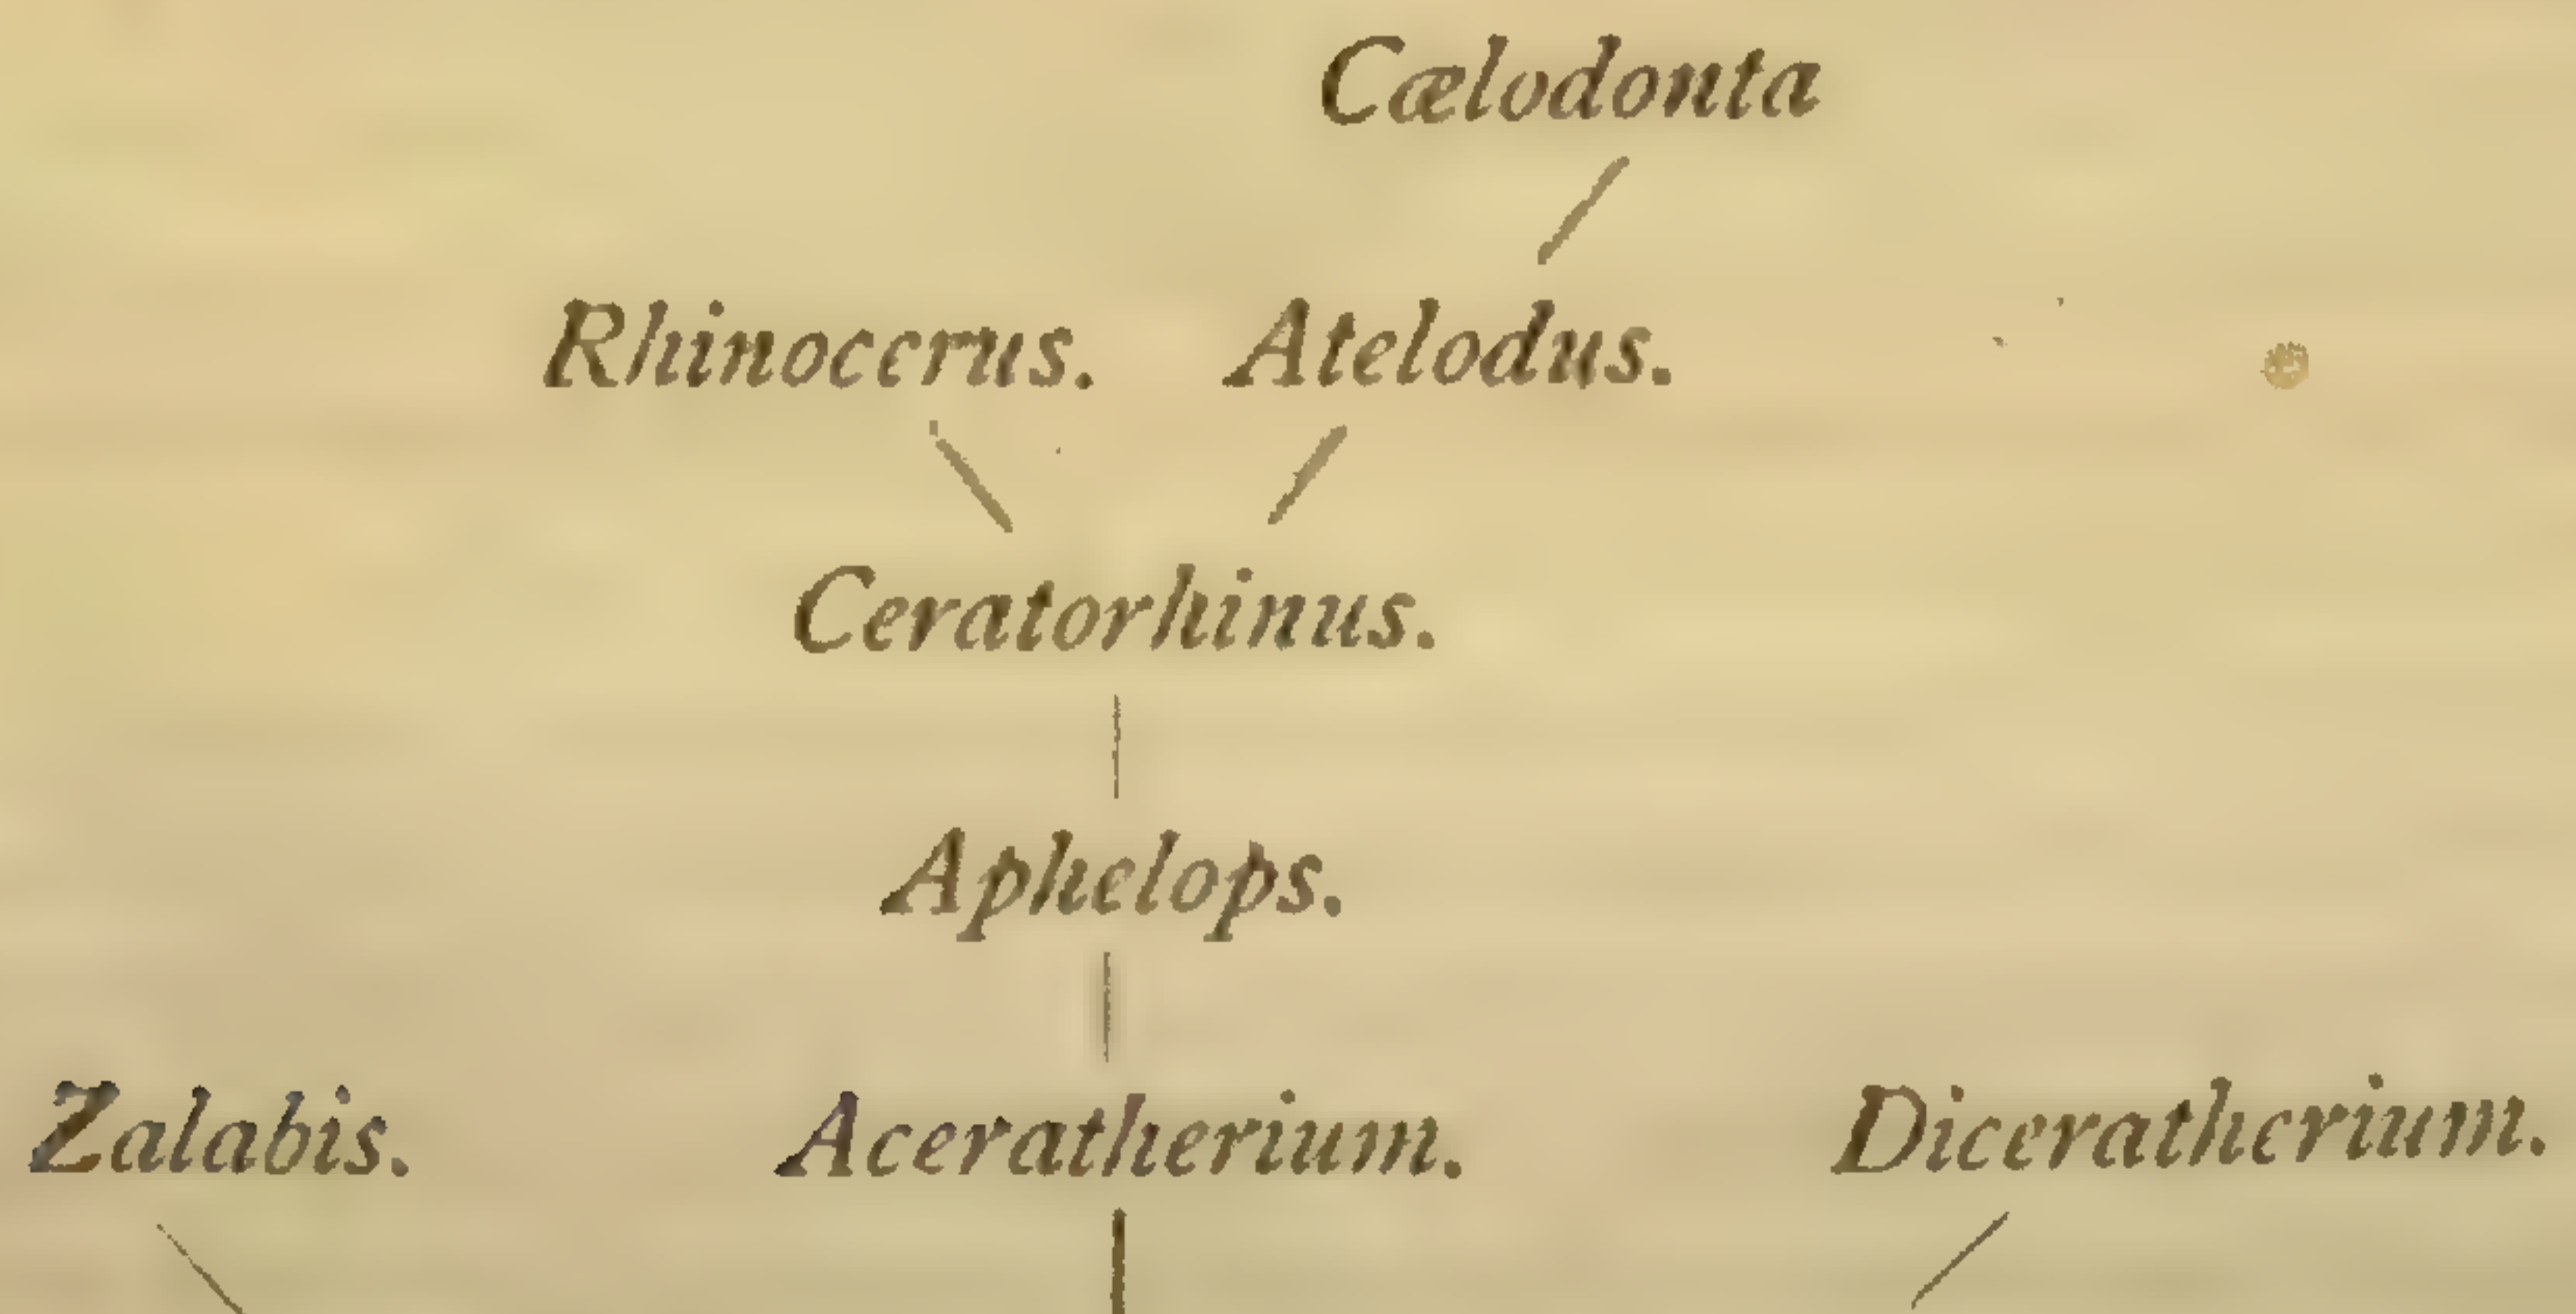 Cælodonta
Rhinocerus. Atelodus.
Ceratorhinus.
Aphelops.
Zalabis. Aceratherium. Diceratherium.